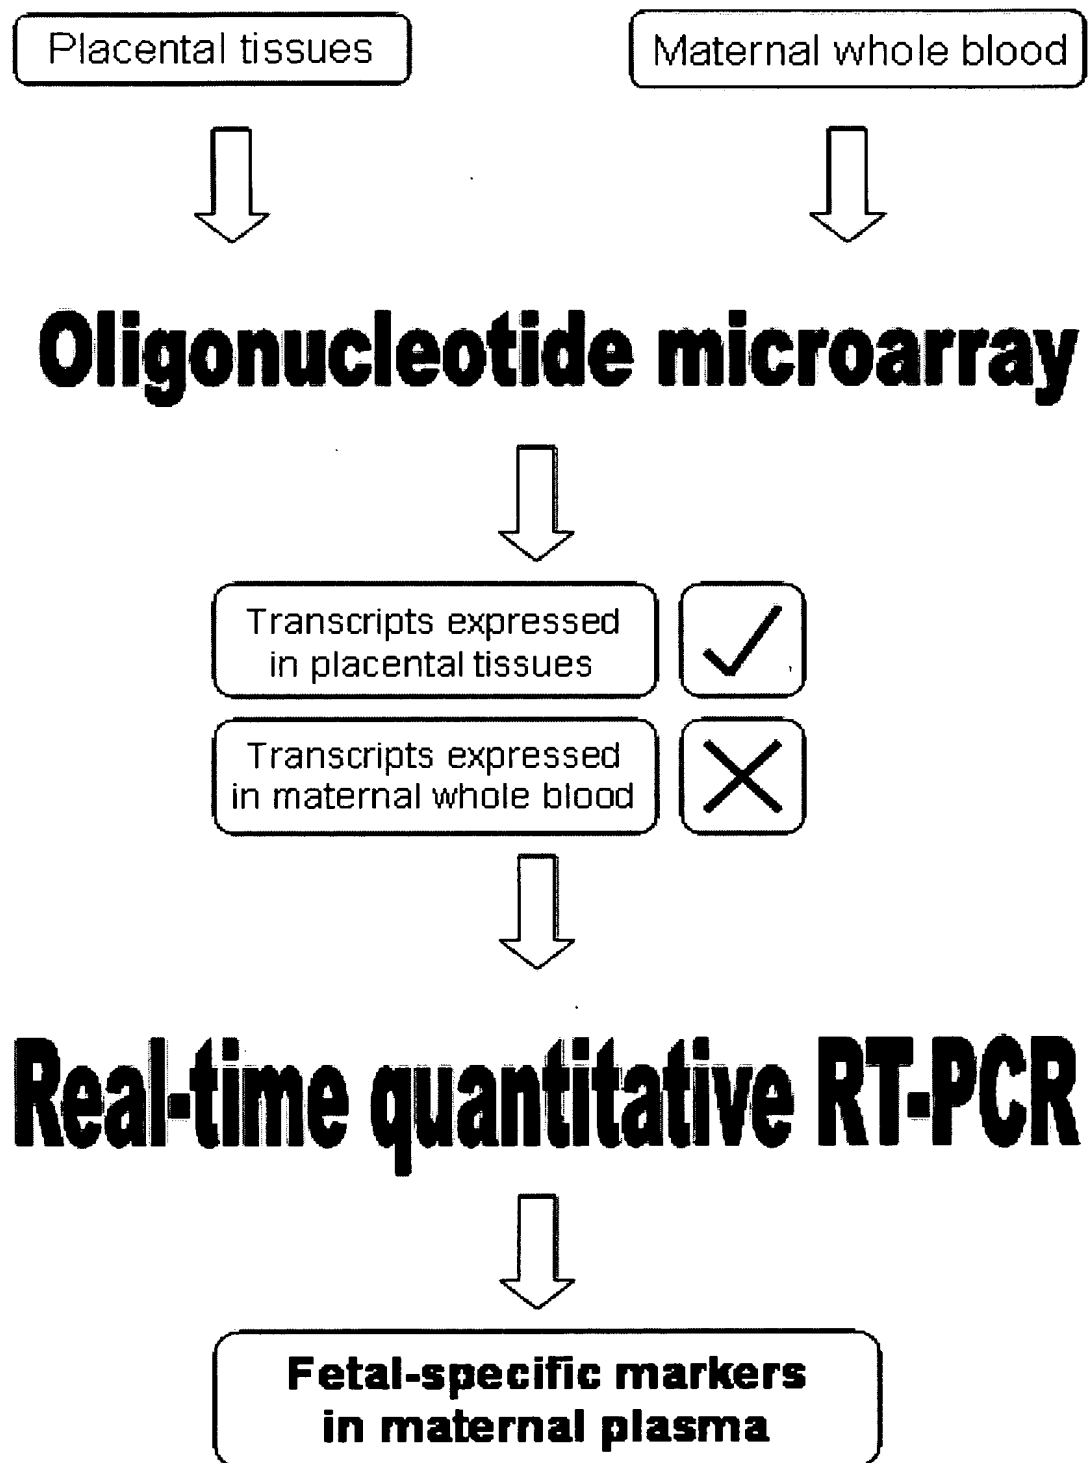 Placental tissues
Maternal whole blood
Oligonucleotide microarray
Transcripts expressed
in placental tissues
Transcripts expressed
in maternal whole blood
Real-time quantitative RT-PCR
Fetal-specific markers
in maternal plasma